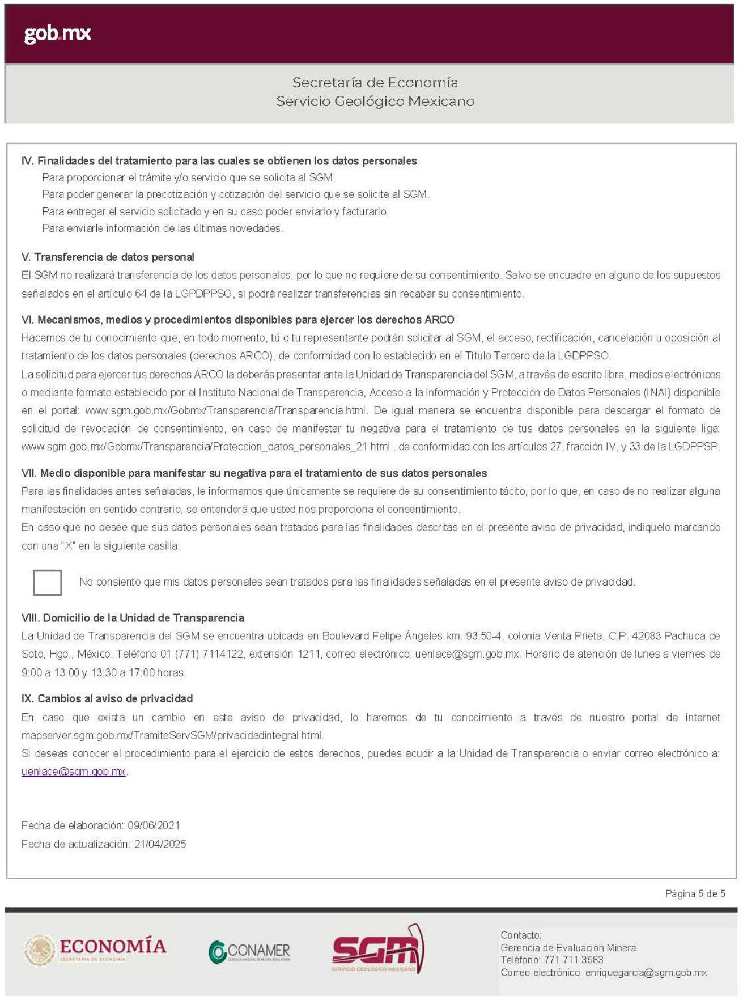 gob.mx
Secretaría de Economía
Servicio Geológico Mexicano
IV. Finalidades del tratamiento para las cuales se obtienen los datos personales
Para proporcionar el trámite y/o servicio que se solicita al SGM.
Para poder generar la precotización y cotización del servicio que se solicite al SGM.
Para entregar el servicio solicitado y en su caso poder enviarlo y facturarlo.
Para enviarle información de las últimas novedades.
V. Transferencia de datos personal
El SGM no realizará transferencia de los datos personales, por lo que no requiere de su consentimiento. Salvo se encuadre en alguno de los supuestos
señalados en el artículo 64 de la LGPDPPSO, si podrá realizar transferencias sin recabar su consentimiento.
VI. Mecanismos, medios y procedimientos disponibles para ejercer los derechos ARCO
Hacemos de tu conocimiento que, en todo momento, tú o tu representante podrán solicitar al SGM, el acceso, rectificación, cancelación u oposición al
tratamiento de los datos personales (derechos ARCO), de conformidad con lo establecido en el Título Tercero de la LGDPPSO.
La solicitud para ejercer tus derechos ARCO la deberás presentar ante la Unidad de Transparencia del SGM, a través de escrito libre, medios electrónicos
o mediante formato establecido por el Instituto Nacional de Transparencia, Acceso a la Información y Protección de Datos Personales (INAI) disponible
en el portal: www.sgm.gob.mx/Gobmx/Transparencia/Transparencia.html. De igual manera se encuentra disponible para descargar el formato de
solicitud de revocación de consentimiento, en caso de manifestar tu negativa para el tratamiento de tus datos personales en la siguiente liga:
www.sgm.gob.mx/Gobmx/Transparencia/Proteccion_datos_personales_21.html , de conformidad con los artículos 27, fracción IV, y 33 de la LGDPPSP.
VII. Medio disponible para manifestar su negativa para el tratamiento de sus datos personales
Para las finalidades antes señaladas, le informamos que únicamente se requiere de su consentimiento tácito, por lo que, en caso de no realizar alguna
manifestación en sentido contrario, se entenderá que usted nos proporciona el consentimiento.
En caso que no desee que sus datos personales sean tratados para las finalidades descritas en el presente aviso de privacidad, indíquelo marcando
con una "X" en la siguiente casilla:
No consiento que mis datos personales sean tratados para las finalidades señaladas en el presente aviso de privacidad.
VIII. Domicilio de la Unidad de Transparencia
La Unidad de Transparencia del SGM se encuentra ubicada en Boulevard Felipe Ángeles km. 93.50-4, colonia Venta Prieta, C.P. 42083 Pachuca de
Soto, Hgo., México. Teléfono 01 (771) 7114122, extensión 1211, correo electrónico: uenlace@sgm.gob.mx. Horario de atención de lunes a viernes de
9:00 a 13:00 y 13:30 a 17:00 horas.
IX. Cambios al aviso de privacidad
En caso que exista un cambio en este aviso de privacidad, lo haremos de tu conocimiento a través de nuestro portal de internet
mapserver.sgm.gob.mx/TramiteServSGM/privacidadintegral.html.
Si deseas conocer el procedimiento para el ejercicio de estos derechos, puedes acudir a la Unidad de Transparencia o enviar correo electrónico a:
uenlace@sgm.gob.mx.
Fecha de elaboración: 09/06/2021
Fecha de actualización: 21/04/2025
Página 5 de 5
ECONOMÍA
SECRETARÍA DE ECONOMÍA
CONAMER
COMISIÓN NACIONAL DE MEJORA REGULATORIA
SGM
SERVICIO GEOLÓGICO MEXICANO
Contacto:
Gerencia de Evaluación Minera
Teléfono: 771 711 3583
Correo electrónico: enriquegarcia@sgm.gob.mx